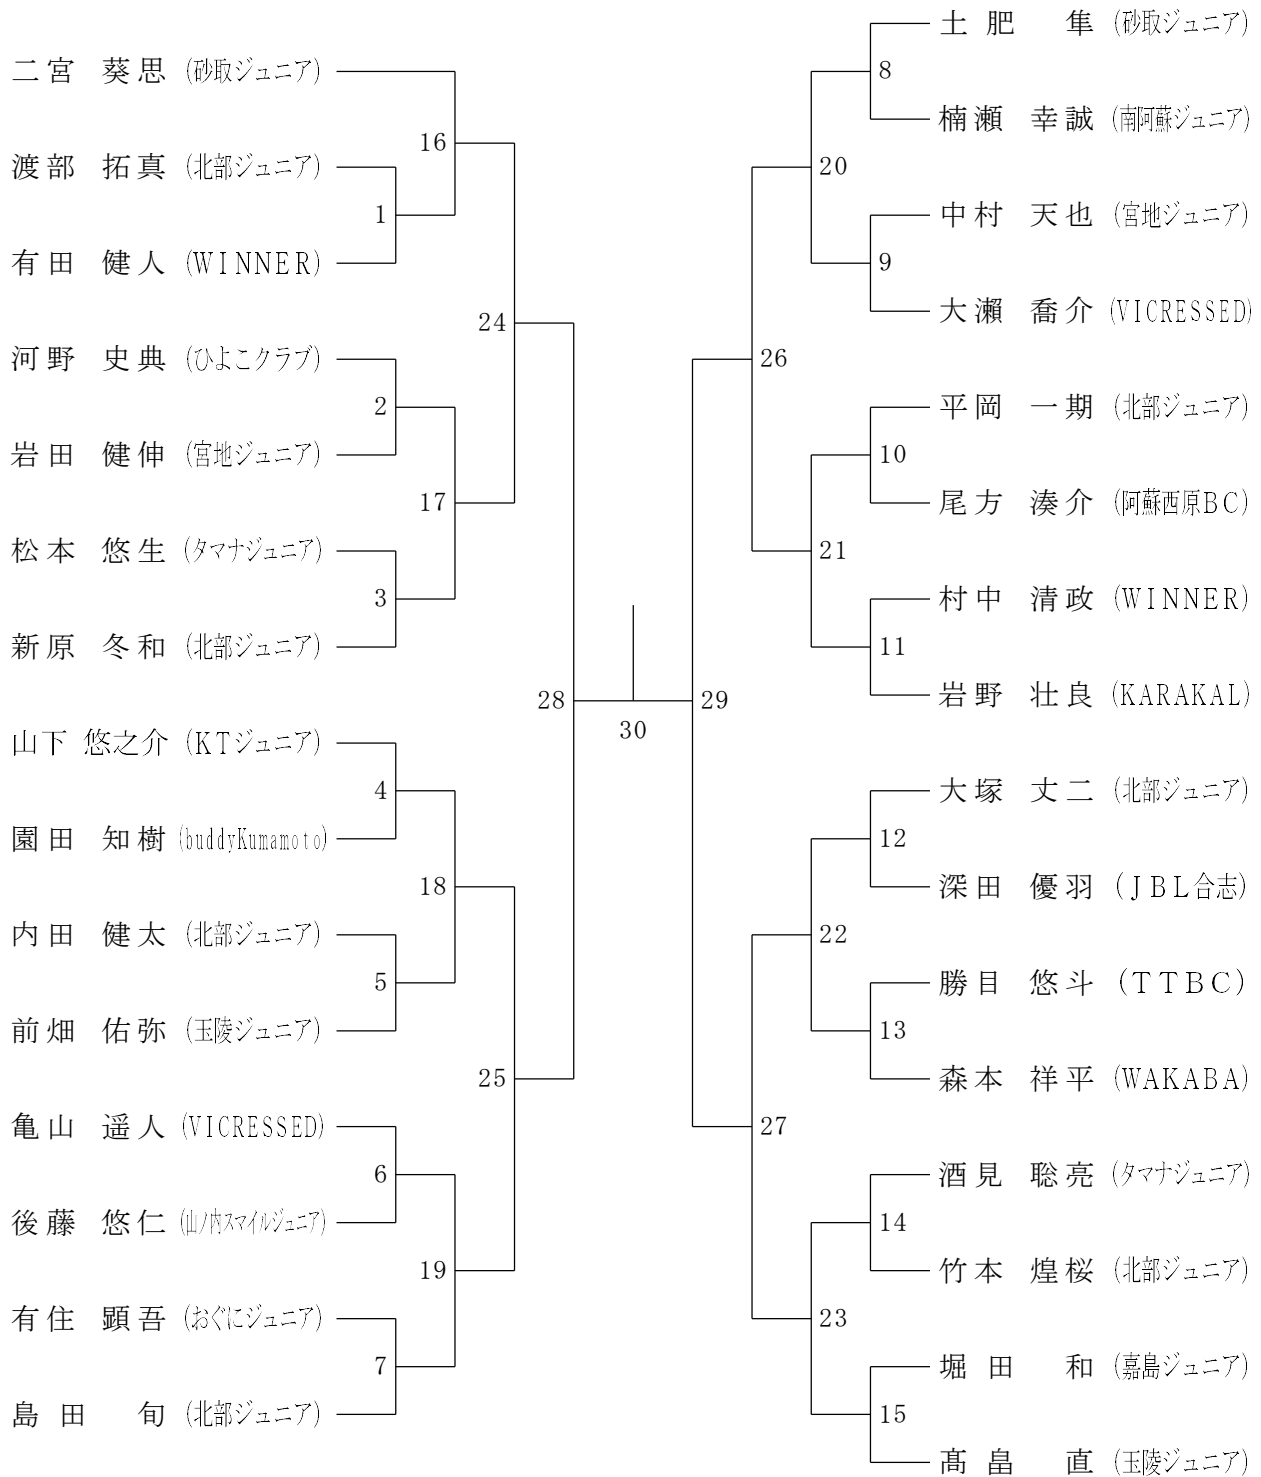 二宮 葵思 (砂取ジュニア)
渡部 拓真 (北部ジュニア)
有田 健人 (WINNER)
河野 史典 (ひよこクラブ)
岩田 健伸 (宮地ジュニア)
松本 悠生 (タマナジュニア)
新原 冬和 (北部ジュニア)
山下 悠之介 (KTジュニア)
園田 知樹 (buddyKumamoto)
内田 健太 (北部ジュニア)
前畑 佑弥 (玉陵ジュニア)
亀山 遥人 (VICRESSED)
後藤 悠仁 (山ノ内スマイルジュニア)
有住 顕吾 (おぐにジュニア)
島田 旬 (北部ジュニア)
1
2
3
4
5
6
7
16
17
18
19
24
25
28
30
29
26
27
20
21
22
23
8
9
10
11
12
13
14
15
土肥 隼 (砂取ジュニア)
楠瀬 幸誠 (南阿蘇ジュニア)
中村 天也 (宮地ジュニア)
大瀬 喬介 (VICRESSED)
平岡 一期 (北部ジュニア)
尾方 湊介 (阿蘇西原BC)
村中 清政 (WINNER)
岩野 壮良 (KARAKAL)
大塚 丈二 (北部ジュニア)
深田 優羽 (JBL合志)
勝目 悠斗 (TTBC)
森本 祥平 (WAKABA)
酒見 聡亮 (タマナジュニア)
竹本 煌桜 (北部ジュニア)
堀田 和 (嘉島ジュニア)
髙畠 直 (玉陵ジュニア)